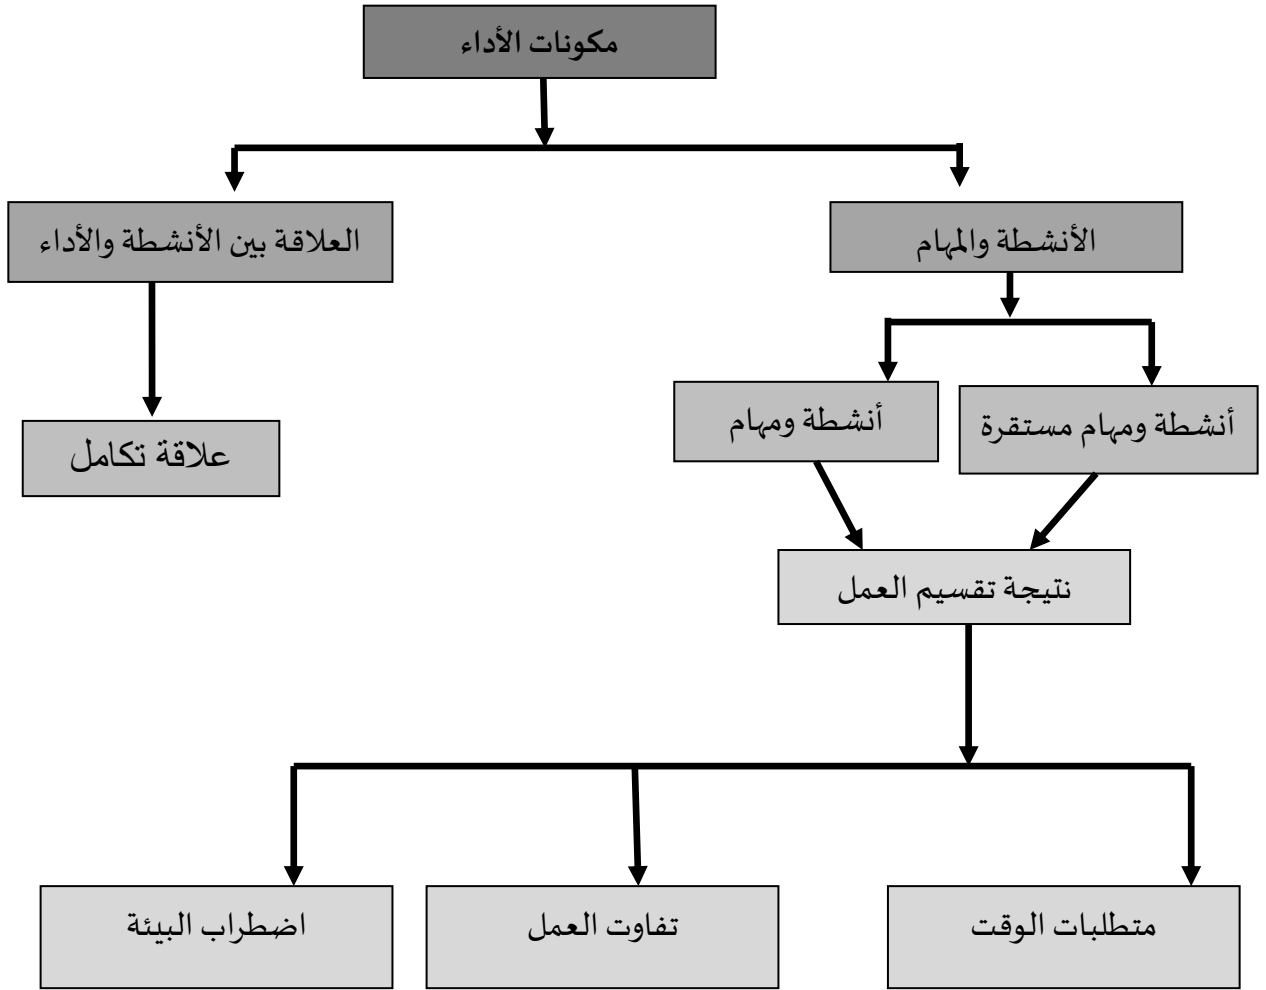 مكونات الأداء
الأنشطة والمهام
العلاقة بين الأنشطة والأداء
أنشطة ومهام مستقرة
أنشطة ومهام
علاقة تكامل
نتيجة تقسيم العمل
متطلبات الوقت
تفاوت العمل
اضطراب البيئة